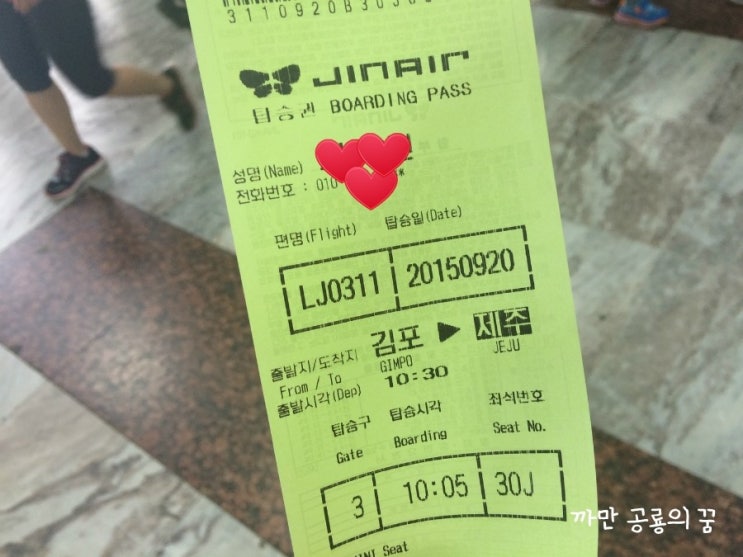 31109
JINAIR
탑승권 BOARDING PASS
성명(Name)
전화번호 : 010
편명(Flight) 탑승일(Date)
LJ0311 20150920
출발지/도착지 김포 ▶ 제주
From / To GIMPO JEJU
출발시각(Dep) 10:30
탑승구 탑승시각 좌석번호
Gate Boarding Seat No.
3 10:05 30J
Seat
까만 공룡의 꿈